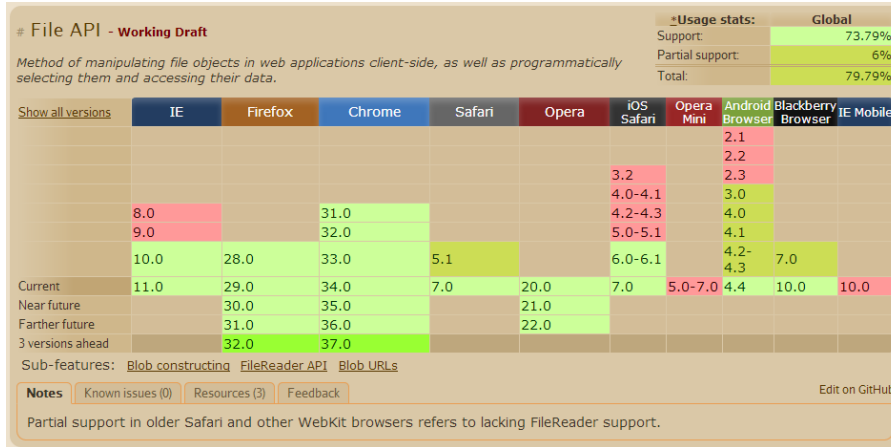 # File API - Working Draft
*Usage stats: Global
Support: 73.79%
Partial support: 6%
Total: 79.79%
Method of manipulating file objects in web applications client-side, as well as programmatically
selecting them and accessing their data.
Show all versions IE Firefox Chrome Safari Opera iOS Safari Opera Mini Android Browser Blackberry Browser IE Mobile
2.1
2.2
3.2 2.3
4.0-4.1 3.0
8.0 31.0 4.2-4.3 4.0
9.0 32.0 5.0-5.1 4.1
10.0 28.0 33.0 5.1 6.0-6.1 4.2-4.3 7.0
Current 11.0 29.0 34.0 7.0 20.0 7.0 5.0-7.0 4.4 10.0 10.0
Near future 30.0 35.0 21.0
Farther future 31.0 36.0 22.0
3 versions ahead 32.0 37.0
Sub-features: Blob constructing FileReader API Blob URLs
Notes Known issues (0) Resources (3) Feedback Edit on GitHub
Partial support in older Safari and other WebKit browsers refers to lacking FileReader support.